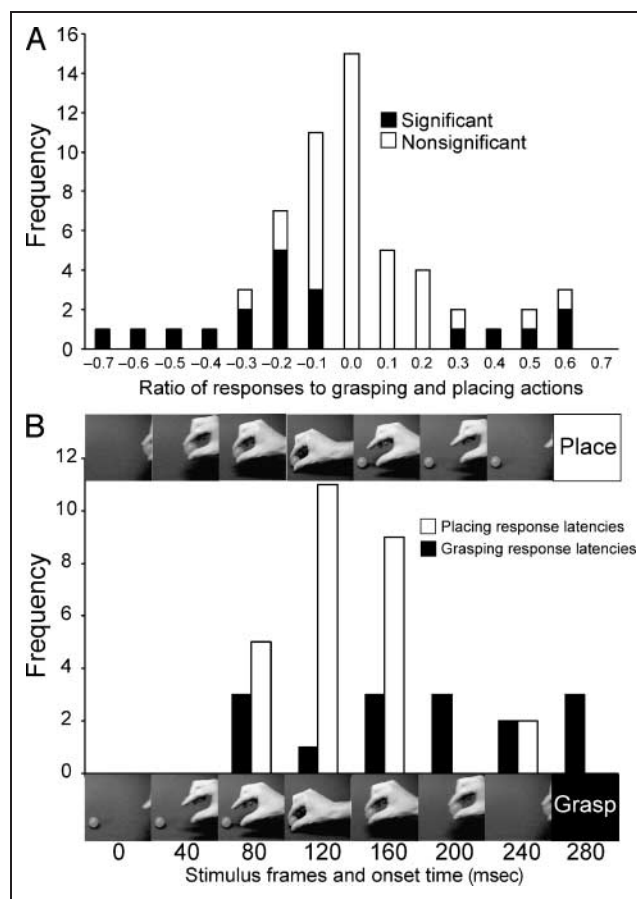 A
16
14
12
10
8
6
4
2
0
Frequency
Significant
Nonsignificant
–0.7 –0.6 –0.5 –0.4 –0.3 –0.2 –0.1 0.0 0.1 0.2 0.3 0.4 0.5 0.6 0.7
Ratio of responses to grasping and placing actions
B
Place
12
10
8
6
4
2
0
Frequency
Placing response latencies
Grasping response latencies
Grasp
0 40 80 120 160 200 240 280
Stimulus frames and onset time (msec)